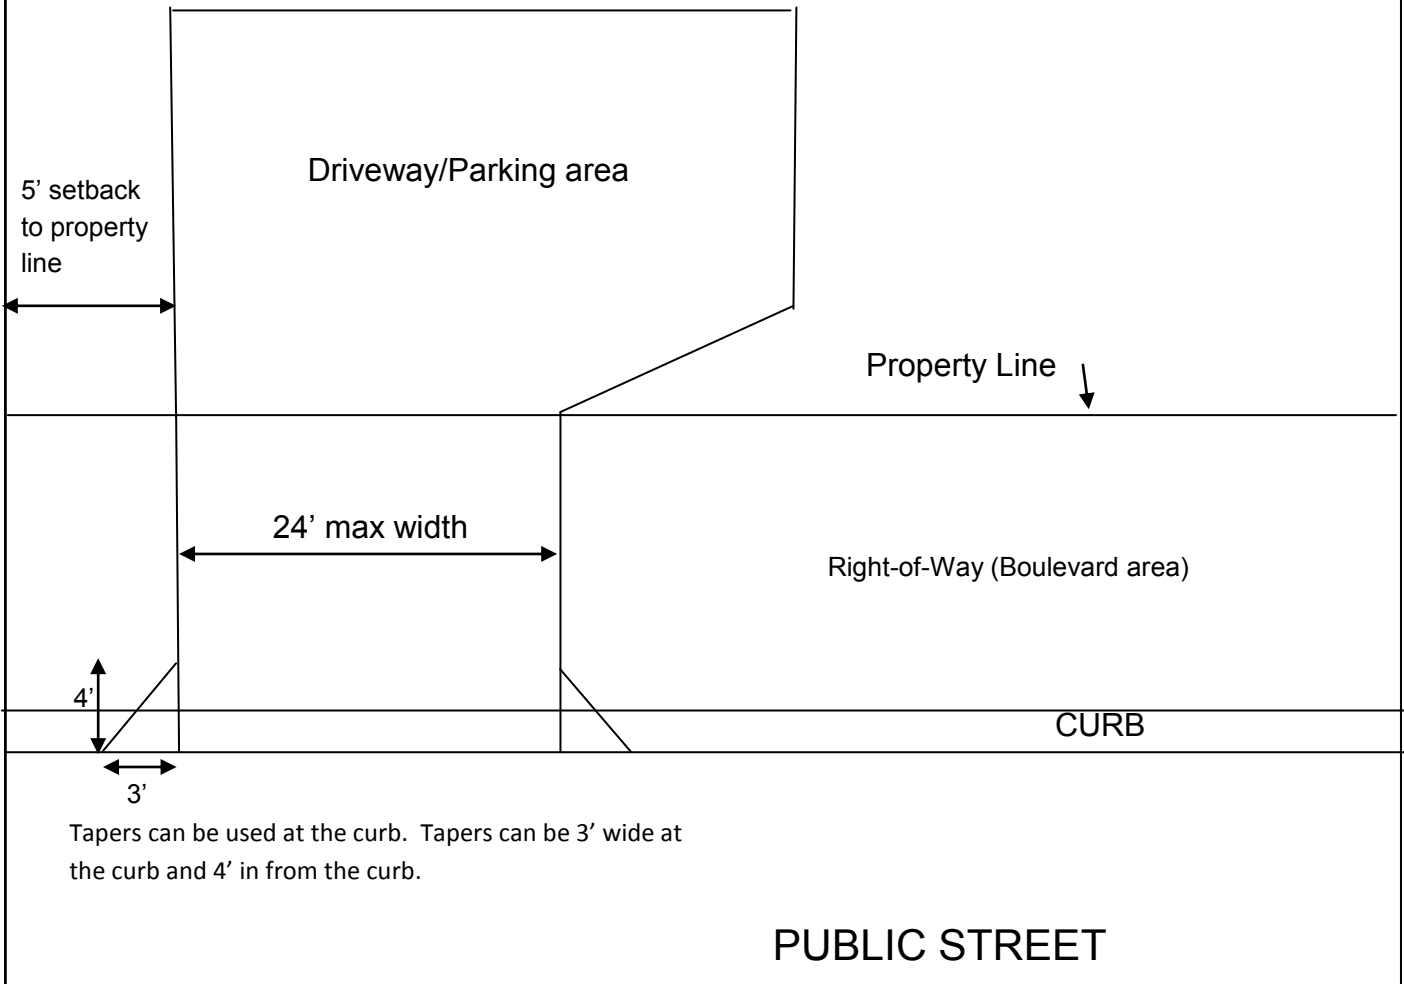 Driveway/Parking area
5’ setback
to property
line
Property Line
24’ max width
Right-of-Way (Boulevard area)
4’
CURB
3’
Tapers can be used at the curb.  Tapers can be 3’ wide at
the curb and 4’ in from the curb.
PUBLIC STREET